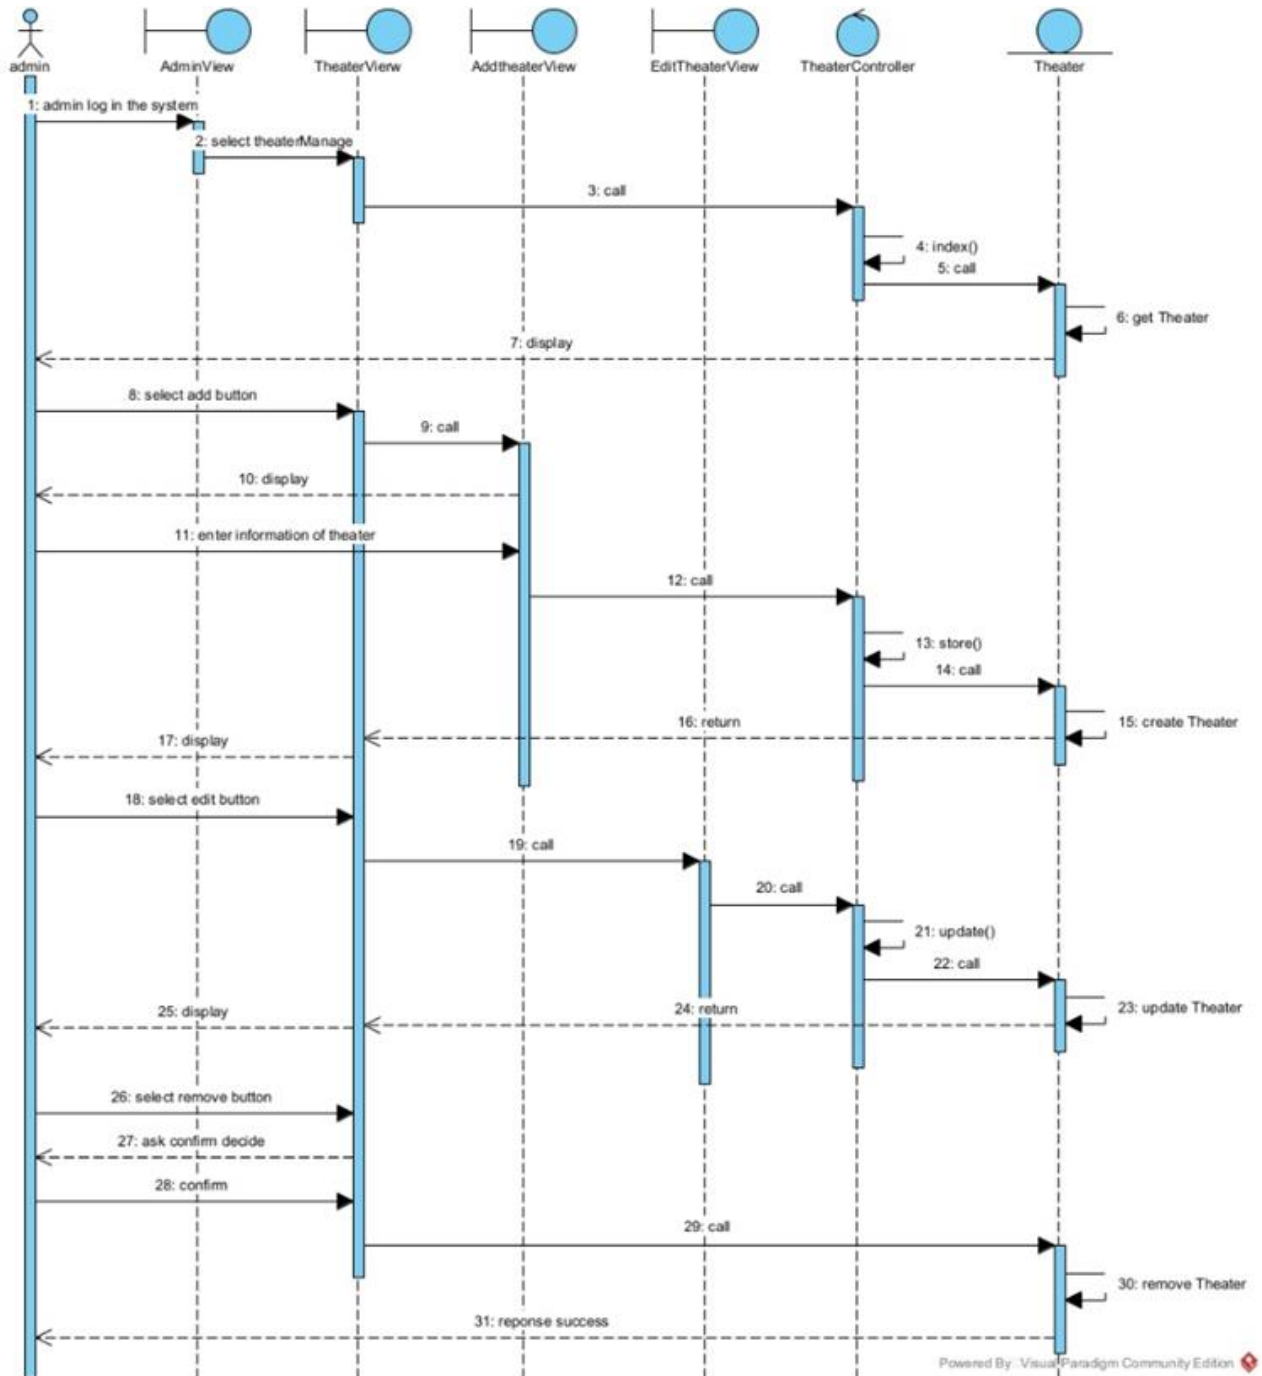 admin
AdminView
TheaterVierw
AddtheaterView
EditTheaterView
TheaterController
Theater
1: admin log in the system
2: select theaterManage
3: call
4: index()
5: call
6: get Theater
7: display
8: select add button
9: call
10: display
11: enter information of theater
12: call
13: store()
14: call
15: create Theater
16: return
17: display
18: select edit button
19: call
20: call
21: update()
22: call
23: update Theater
24: return
25: display
26: select remove button
27: ask confirm decide
28: confirm
29: call
30: remove Theater
31: reponse success
Powered By Visual Paradigm Community Edition